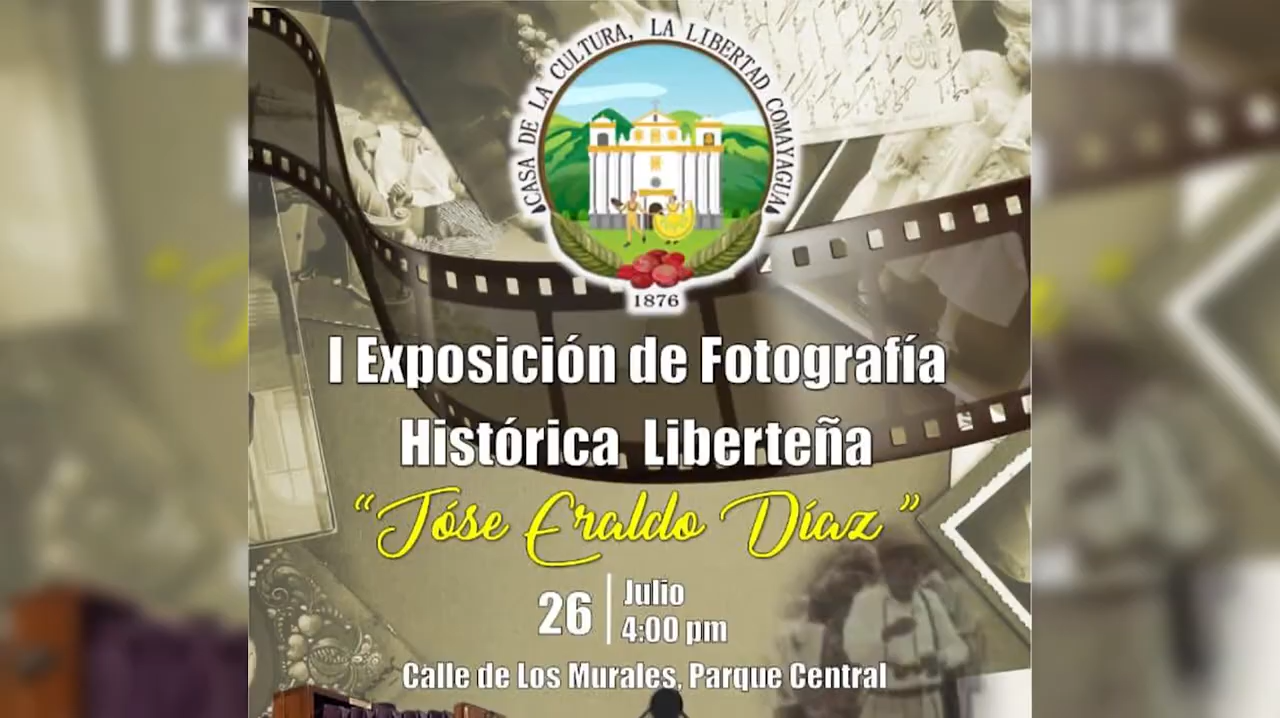 CASA DE LA CULTURA, LA LIBERTAD COMAYAGUA
1876
I Exposición de Fotografía
Histórica Liberteña
“Jóse Eraldo Díaz”
26
Julio
4:00 pm
Calle de Los Murales, Parque Central